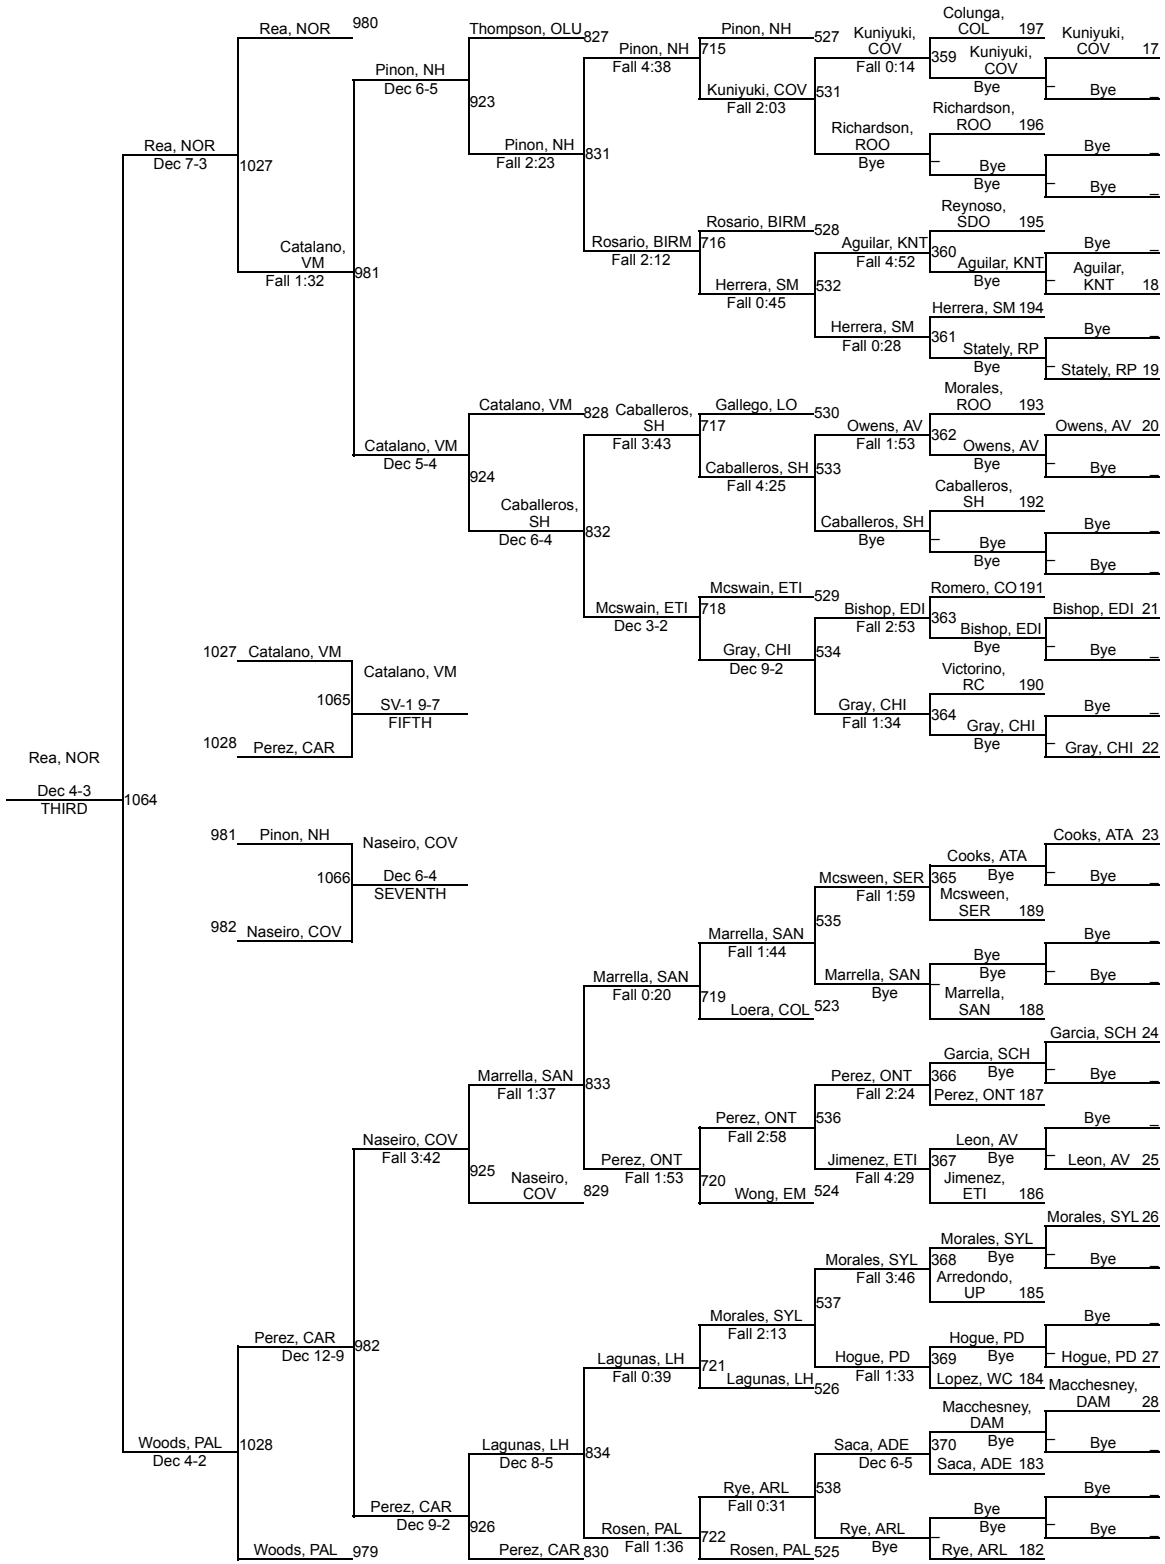 Rea, NOR 980
Thompson, OLU 827
Pinon, NH
Fall 4:38
Pinon, NH 527
715
Kuniyuki,
COV
Fall 0:14
Colunga,
COL 197
359 Kuniyuki,
COV
Bye
Kuniyuki,
COV 17
– Bye _
Pinon, NH
Dec 6-5
923
Kuniyuki, COV
Fall 2:03
531
Richardson,
ROO
Bye
Richardson,
ROO 196
– Bye
Bye
Bye _
– Bye _
Rea, NOR
Dec 7-3
1027
Pinon, NH
Fall 2:23
831
Rosario, BIRM
Fall 2:12
Rosario, BIRM 528
716
Aguilar, KNT
Fall 4:52
Reynoso,
SDO 195
360
Aguilar, KNT
Bye
Bye _
– Aguilar,
KNT 18
Catalano,
VM
Fall 1:32
981
Herrera, SM
Fall 0:45
532
Herrera, SM
Fall 0:28
Herrera, SM 194
361
Stately, RP
Bye
Bye _
– Stately, RP 19
Catalano, VM 828
Caballeros,
SH
Fall 3:43
Gallego, LO 530
717
Owens, AV
Fall 1:53
Morales,
ROO 193
362
Owens, AV
Bye
Owens, AV 20
– Bye _
Catalano, VM
Dec 5-4
924
Caballeros, SH
Fall 4:25
533
Caballeros,
SH
Dec 6-4
832
Caballeros, SH
Bye
Caballeros,
SH 192
– Bye
Bye
Bye _
– Bye _
Mcswain, ETI
Dec 3-2
Mcswain, ETI 529
718
Bishop, EDI
Fall 2:53
Romero, CO 191
363
Bishop, EDI
Bye
Bishop, EDI 21
– Bye _
Gray, CHI
Dec 9-2
534
Gray, CHI
Fall 1:34
Victorino,
RC 190
364
Gray, CHI
Bye
Bye _
– Gray, CHI 22
1027 Catalano, VM
1065
Catalano, VM
SV-1 9-7
FIFTH
1028 Perez, CAR
Rea, NOR
Dec 4-3
THIRD
1064
981 Pinon, NH
1066
Naseiro, COV
Dec 6-4
SEVENTH
982 Naseiro, COV
Mcsween, SER
Fall 1:59
535
Cooks, ATA
365 Bye
Mcsween,
SER 189
Cooks, ATA 23
– Bye _
Marrella, SAN
Fall 1:44
Marrella, SAN
Bye
Bye
– Bye
Marrella,
SAN 188
Bye _
– Bye _
Marrella, SAN
Fall 0:20
719
Loera, COL 523
Marrella, SAN
Fall 1:37
833
Perez, ONT
Fall 2:24
536
Garcia, SCH
366 Bye
Perez, ONT 187
Garcia, SCH 24
– Bye _
Naseiro, COV
Fall 3:42
925
Naseiro,
COV 829
Perez, ONT
Fall 1:53
Perez, ONT
Fall 2:58
720
Wong, EM 524
Jimenez, ETI
Fall 4:29
Leon, AV
367 Bye
Jimenez,
ETI 186
Bye _
– Leon, AV 25
Morales, SYL
Fall 3:46
537
Morales, SYL
368 Bye
Arredondo,
UP 185
Morales, SYL 26
– Bye _
Perez, CAR
Dec 12-9
982
Lagunas, LH
Fall 0:39
Morales, SYL
Fall 2:13
721
Lagunas, LH 526
Hogue, PD
Fall 1:33
Hogue, PD
369 Bye
Lopez, WC 184
Bye _
– Hogue, PD 27
Woods, PAL
Dec 4-2
1028
Lagunas, LH
Dec 8-5
834
Saca, ADE
Dec 6-5
538
Macchesney,
DAM
370 Bye
Saca, ADE 183
Macchesney,
DAM 28
– Bye _
Perez, CAR
Dec 9-2
926
Perez, CAR 830
Rosen, PAL
Fall 1:36
Rye, ARL
Fall 0:31
722
Rosen, PAL 525
Rye, ARL
Bye
Bye
– Bye
Rye, ARL 182
Bye _
– Bye _
Woods, PAL 979